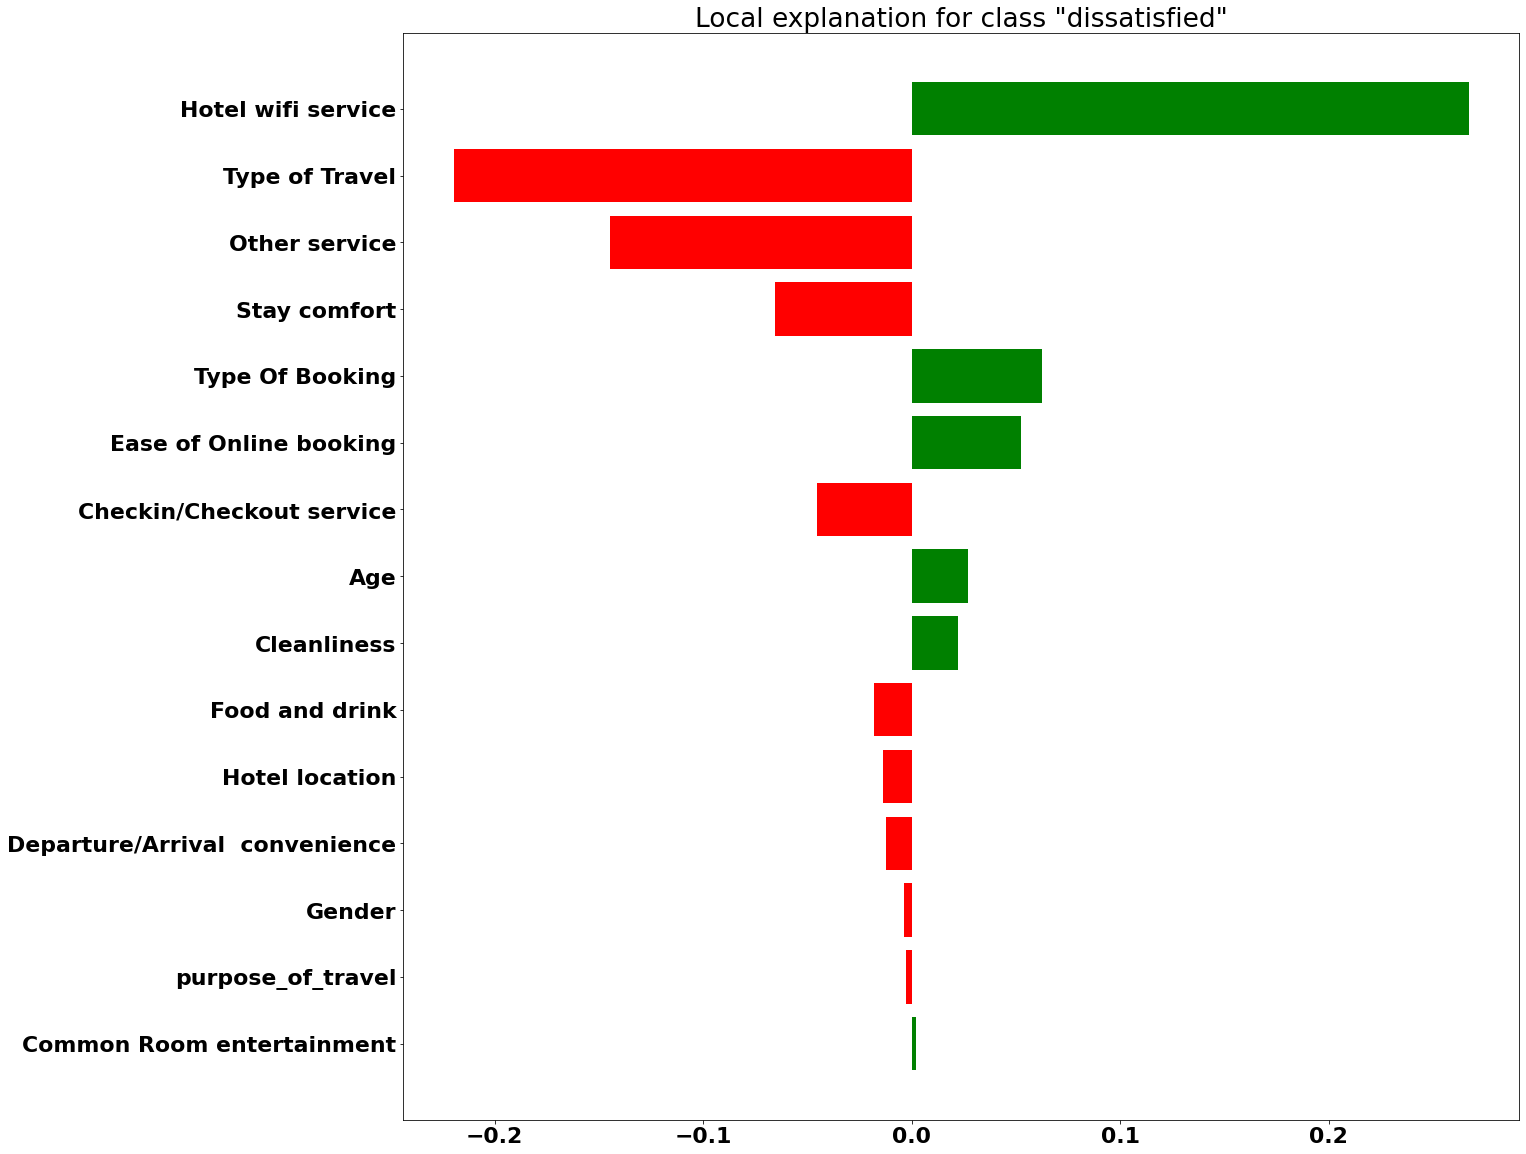 Local explanation for class "dissatisfied"
Hotel wifi service
Type of Travel
Other service
Stay comfort
Type Of Booking
Ease of Online booking
Checkin/Checkout service
Age
Cleanliness
Food and drink
Hotel location
Departure/Arrival  convenience
Gender
purpose_of_travel
Common Room entertainment
−0.2 −0.1 0.0 0.1 0.2